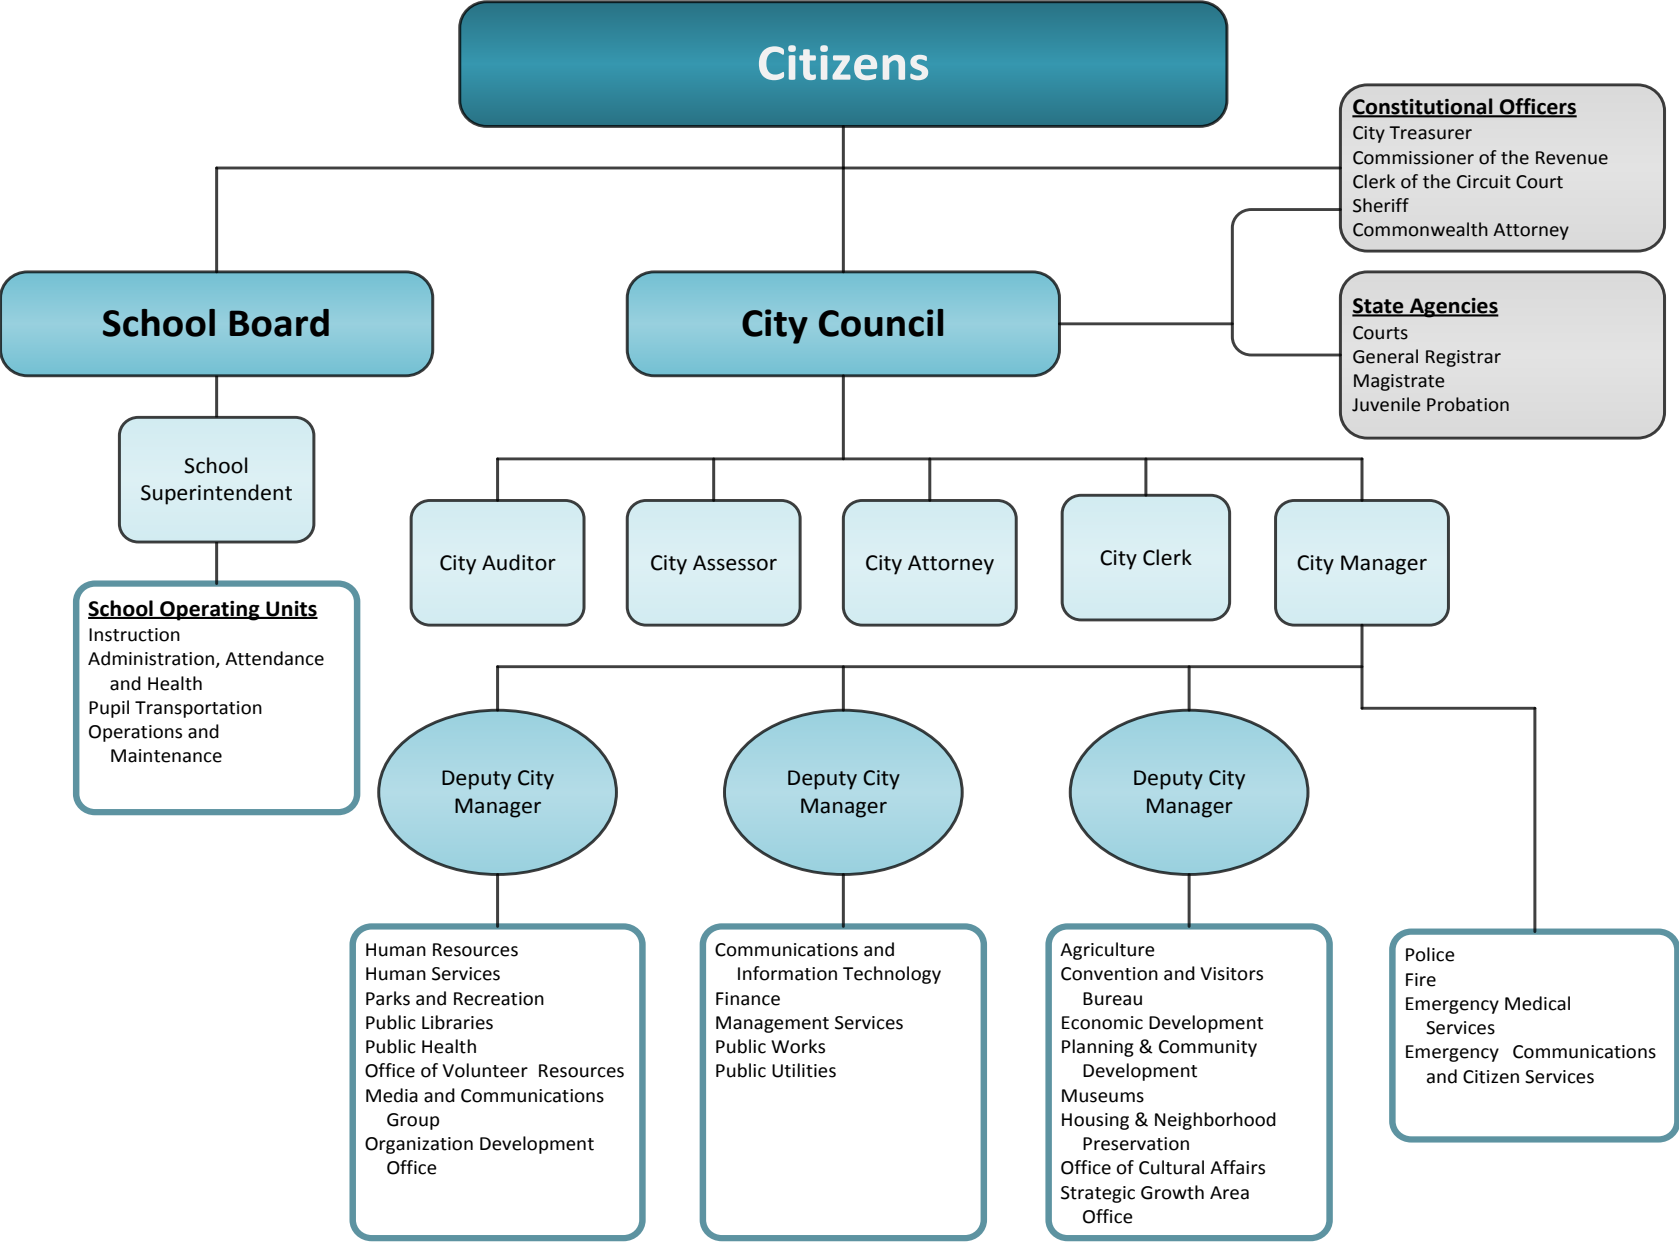 Citizens
Constitutional Officers
City Treasurer
Commissioner of the Revenue
Clerk of the Circuit Court
Sheriff
Commonwealth Attorney
School Board
City Council
State Agencies
Courts
General Registrar
Magistrate
Juvenile Probation
School
Superintendent
City Auditor
City Assessor
City Attorney
City Clerk
City Manager
School Operating Units
Instruction
Administration, Attendance
and Health
Pupil Transportation
Operations and
Maintenance
Deputy City
Manager
Deputy City
Manager
Deputy City
Manager
Human Resources
Human Services
Parks and Recreation
Public Libraries
Public Health
Office of Volunteer Resources
Media and Communications
Group
Organization Development
Office
Communications and
Information Technology
Finance
Management Services
Public Works
Public Utilities
Agriculture
Convention and Visitors
Bureau
Economic Development
Planning & Community
Development
Museums
Housing & Neighborhood
Preservation
Office of Cultural Affairs
Strategic Growth Area
Office
Police
Fire
Emergency Medical
Services
Emergency Communications
and Citizen Services